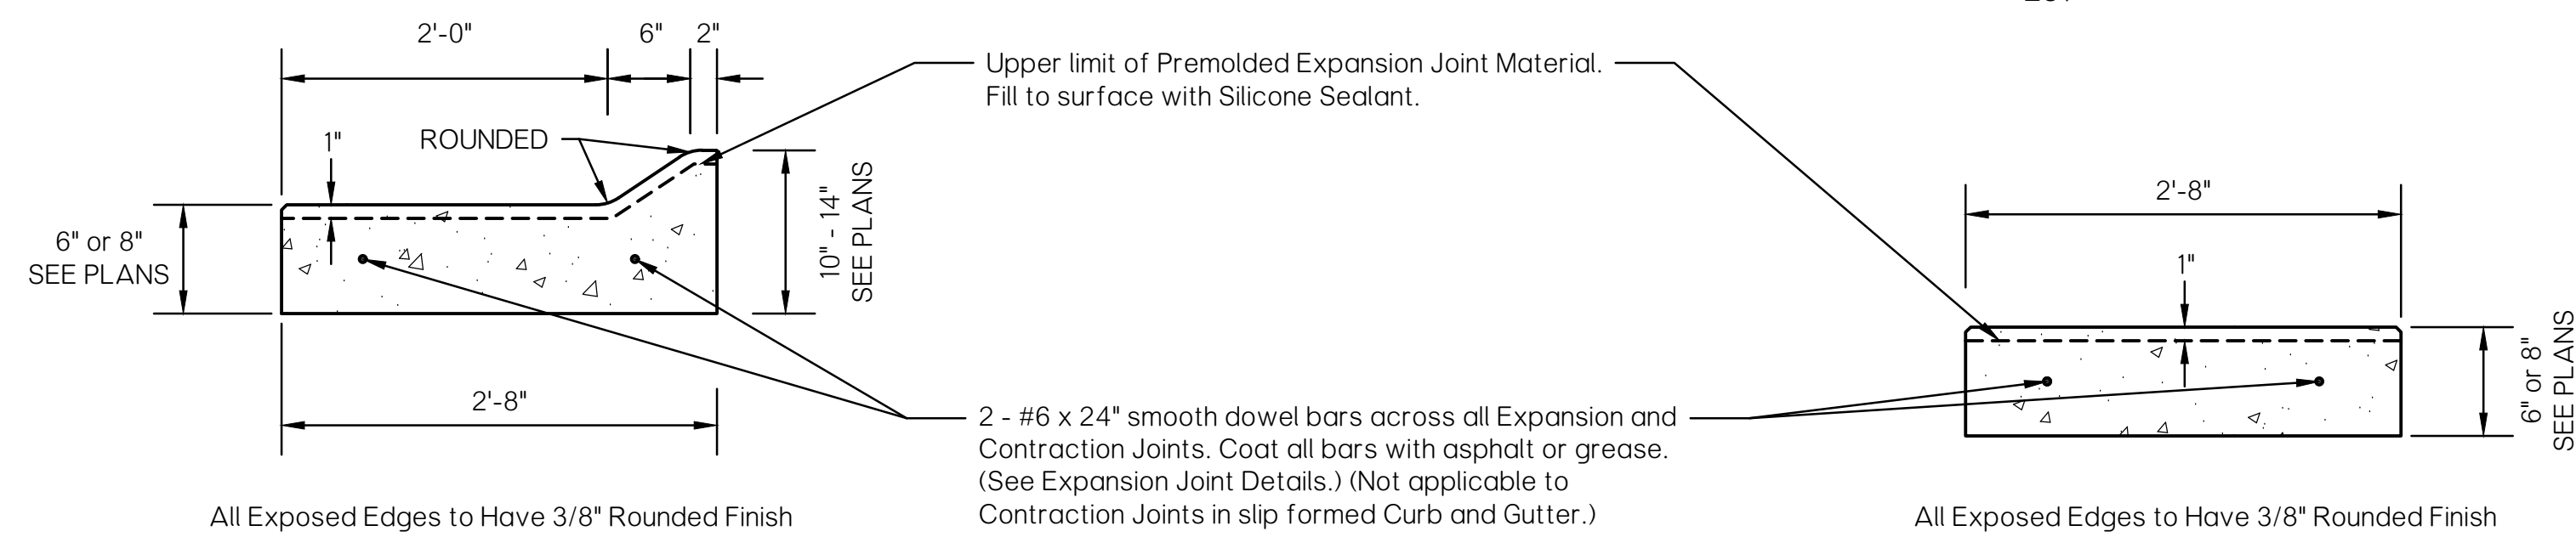 2'-0"
6"
2"
Upper limit of Premolded Expansion Joint Material.
Fill to surface with Silicone Sealant.
1"
ROUNDED
6" or 8"
SEE PLANS
10" - 14"
SEE PLANS
2'-8"
2'-8"
1"
6" or 8"
SEE PLANS
2 - #6 x 24" smooth dowel bars across all Expansion and
Contraction Joints. Coat all bars with asphalt or grease.
(See Expansion Joint Details.) (Not applicable to
Contraction Joints in slip formed Curb and Gutter.)
All Exposed Edges to Have 3/8" Rounded Finish
All Exposed Edges to Have 3/8" Rounded Finish